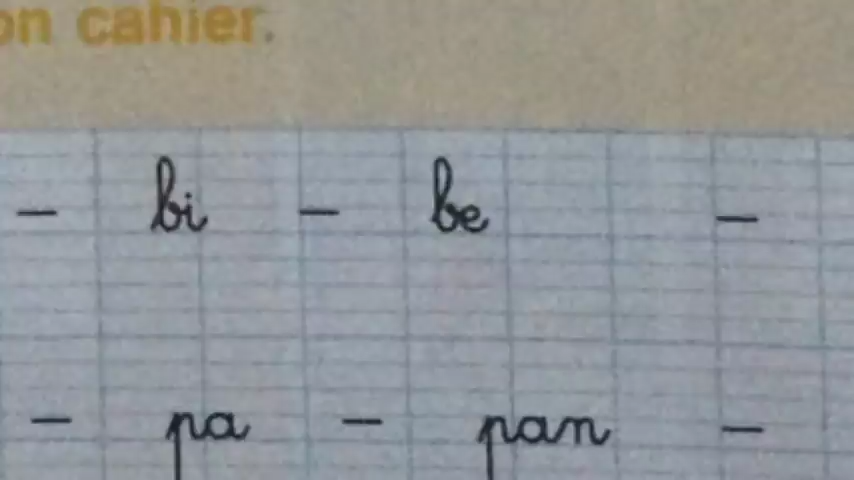 on cahier.
- bi - be -
- pa - pan -